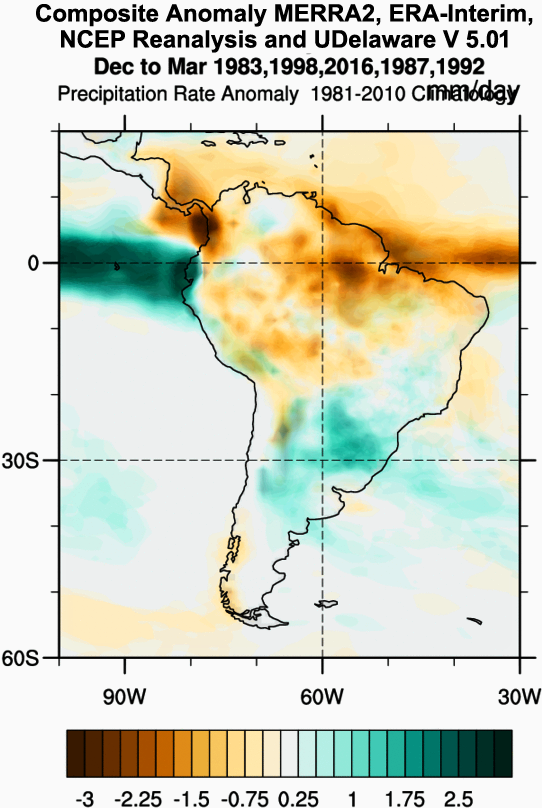 Composite Anomaly MERRA2, ERA-Interim,
NCEP Reanalysis and UDelaware V 5.01
Dec to Mar 1983,1998,2016,1987,1992
Precipitation Rate Anomaly 1981-2010 Climatology mm/day
0
30S
60S
90W 60W 30W
-3 -2.25 -1.5 -0.75 0.25 1 1.75 2.5